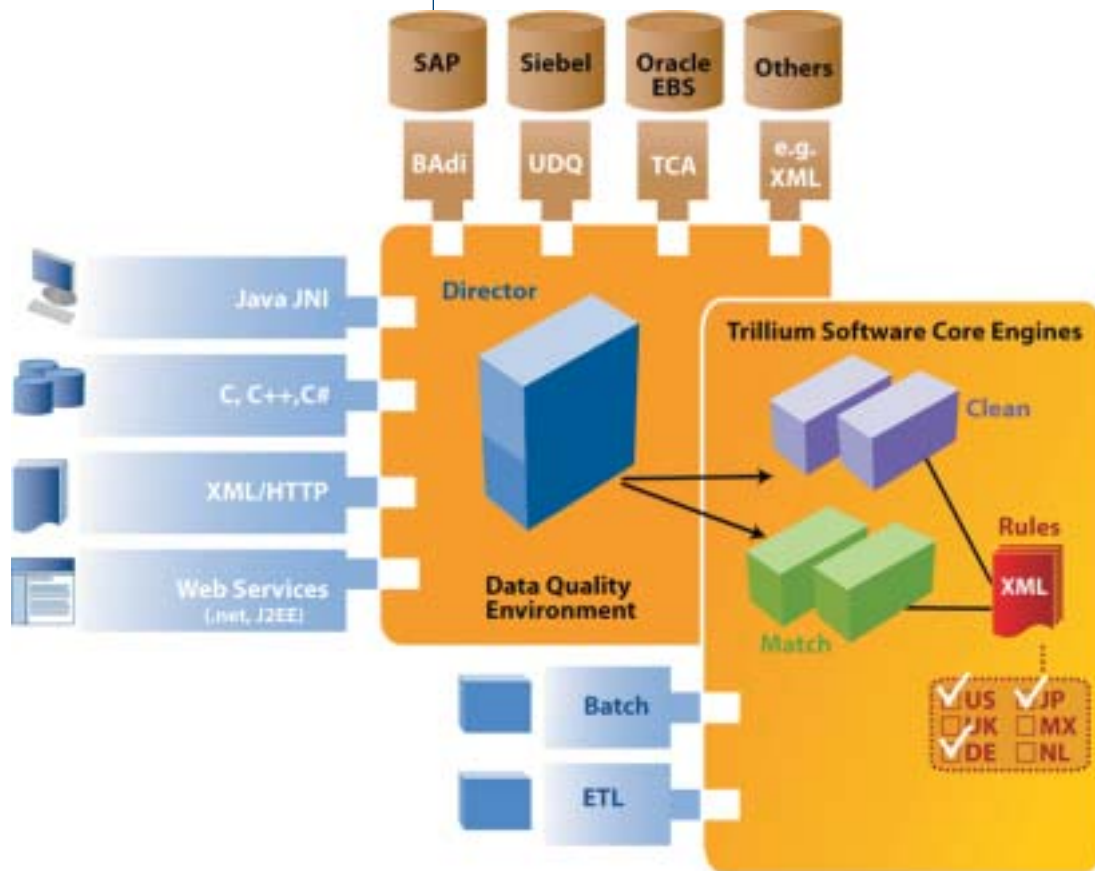 SAP
Siebel
Oracle
EBS
Others
BAdi
UDQ
TCA
e.g.
XML
Java JNI
C, C++,C#
XML/HTTP
Web Services
(.net, J2EE)
Director
Data Quality
Environment
Trillium Software Core Engines
Clean
Match
Rules
XML
US
JP
UK
MX
DE
NL
Batch
ETL